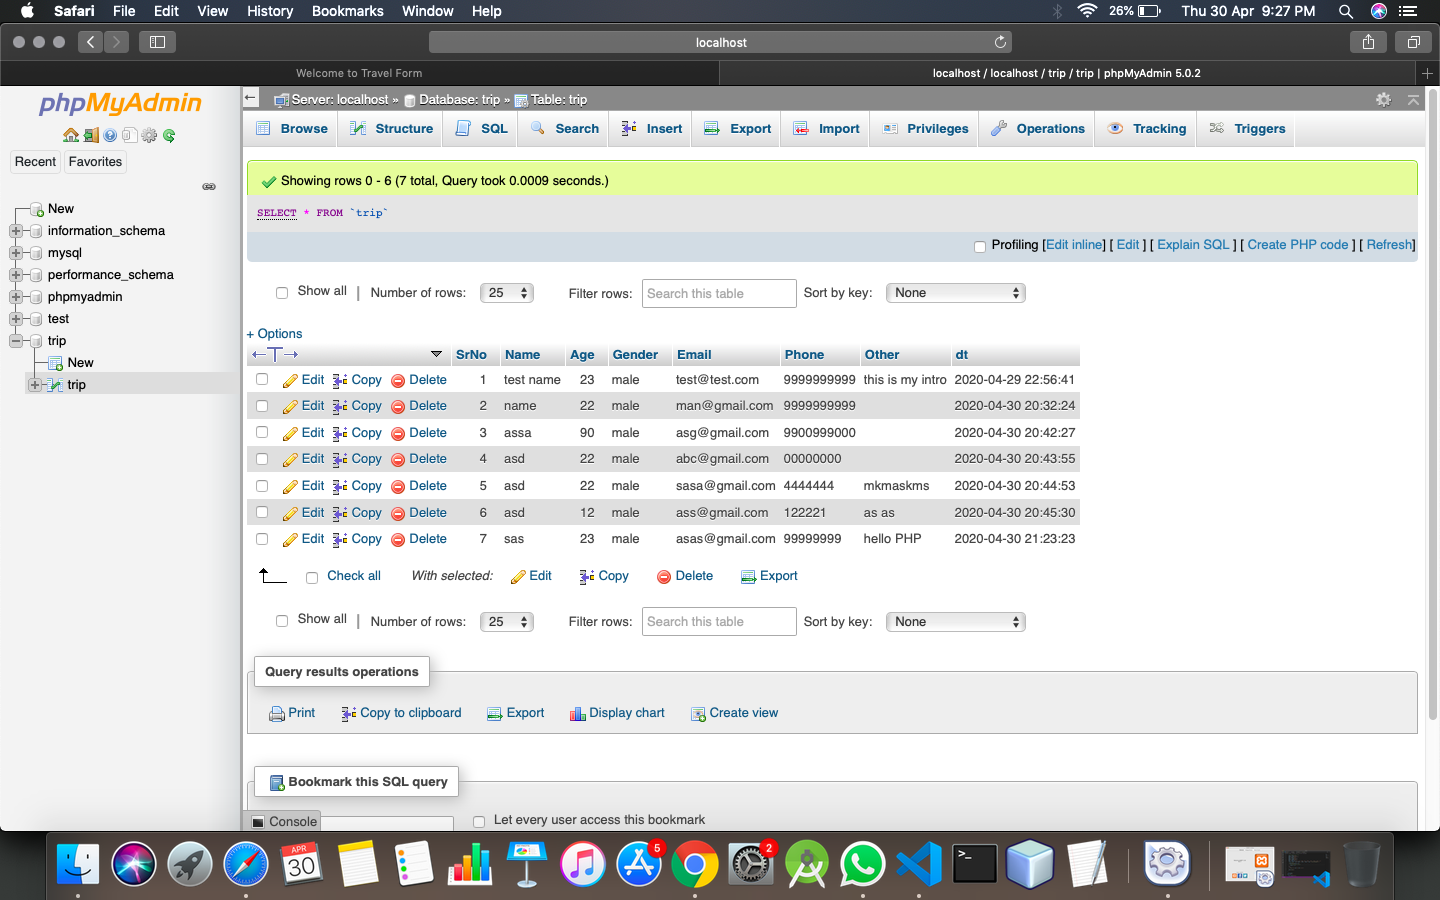 Safari File Edit View History Bookmarks Window Help 26% Thu 30 Apr 9:27 PM
localhost
Welcome to Travel Form localhost / localhost / trip / trip | phpMyAdmin 5.0.2
phpMyAdmin
Server: localhost » Database: trip » Table: trip
Browse Structure SQL Search Insert Export Import Privileges Operations Tracking Triggers
Recent Favorites
New
information_schema
mysql
performance_schema
phpmyadmin
test
trip
New
trip
Showing rows 0 - 6 (7 total, Query took 0.0009 seconds.)
SELECT * FROM `trip`
Profiling [Edit inline] [ Edit ] [ Explain SQL ] [ Create PHP code ] [ Refresh]
Show all | Number of rows: 25 Filter rows: Search this table Sort by key: None
+ Options
SrNo Name Age Gender Email Phone Other dt
Edit Copy Delete 1 test name 23 male test@test.com 9999999999 this is my intro 2020-04-29 22:56:41
Edit Copy Delete 2 name 22 male man@gmail.com 9999999999 2020-04-30 20:32:24
Edit Copy Delete 3 assa 90 male asg@gmail.com 9900999000 2020-04-30 20:42:27
Edit Copy Delete 4 asd 22 male abc@gmail.com 00000000 2020-04-30 20:43:55
Edit Copy Delete 5 asd 22 male sasa@gmail.com 4444444 mkmaskms 2020-04-30 20:44:53
Edit Copy Delete 6 asd 12 male ass@gmail.com 122221 as as 2020-04-30 20:45:30
Edit Copy Delete 7 sas 23 male asas@gmail.com 99999999 hello PHP 2020-04-30 21:23:23
Check all With selected: Edit Copy Delete Export
Show all | Number of rows: 25 Filter rows: Search this table Sort by key: None
Query results operations
Print Copy to clipboard Export Display chart Create view
Bookmark this SQL query
Console Let every user access this bookmark
APR
30
5
2